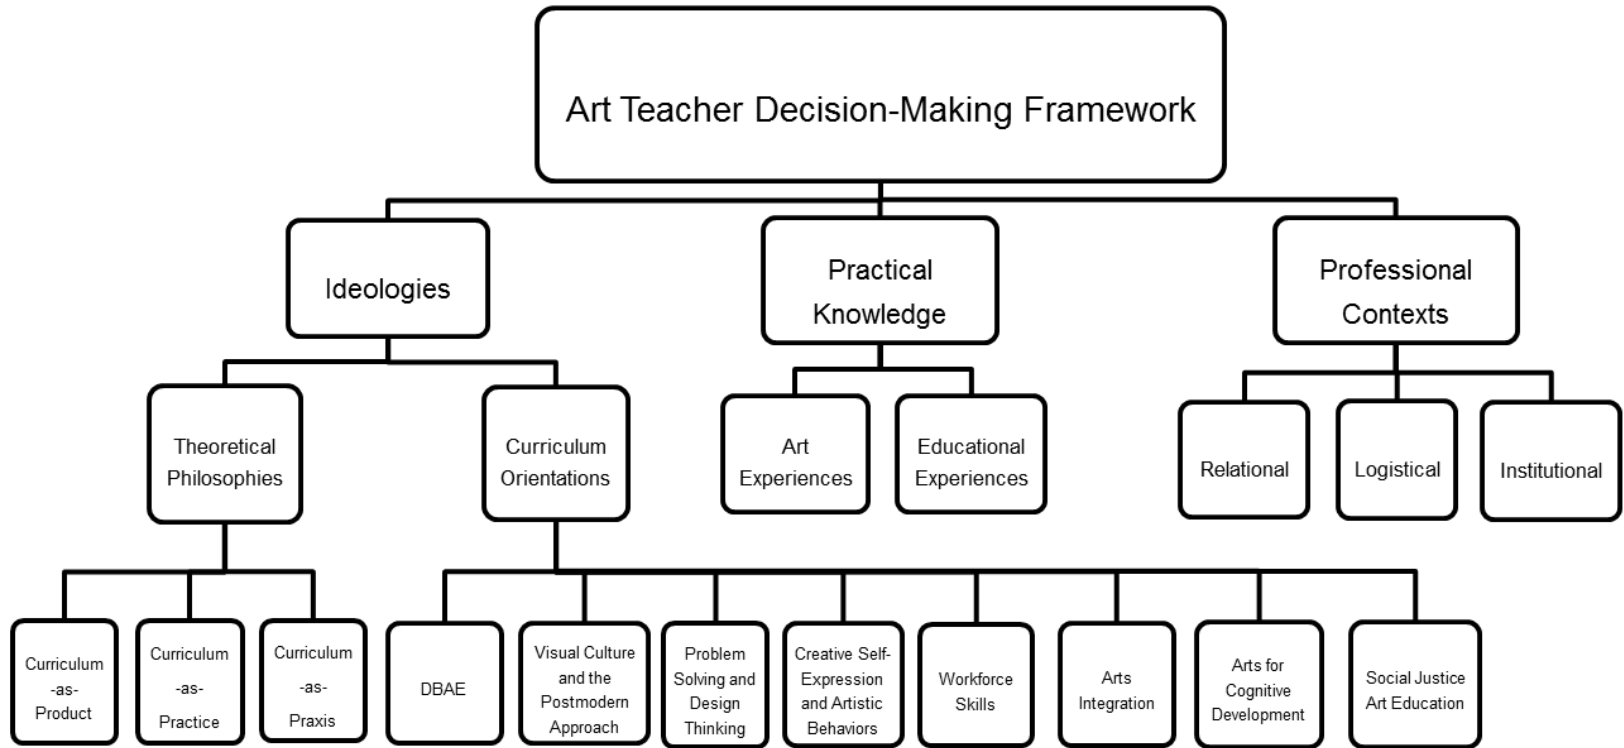 Art Teacher Decision-Making Framework
Ideologies
Practical
Knowledge
Professional
Contexts
Theoretical
Philosophies
Curriculum
Orientations
Art
Experiences
Educational
Experiences
Relational
Logistical
Institutional
Curriculum
-as-
Product
Curriculum
-as-
Practice
Curriculum
-as-
Praxis
DBAE
Visual Culture
and the
Postmodern
Approach
Problem
Solving and
Design
Thinking
Creative Self-
Expression
and Artistic
Behaviors
Workforce
Skills
Arts
Integration
Arts for
Cognitive
Development
Social Justice
Art Education